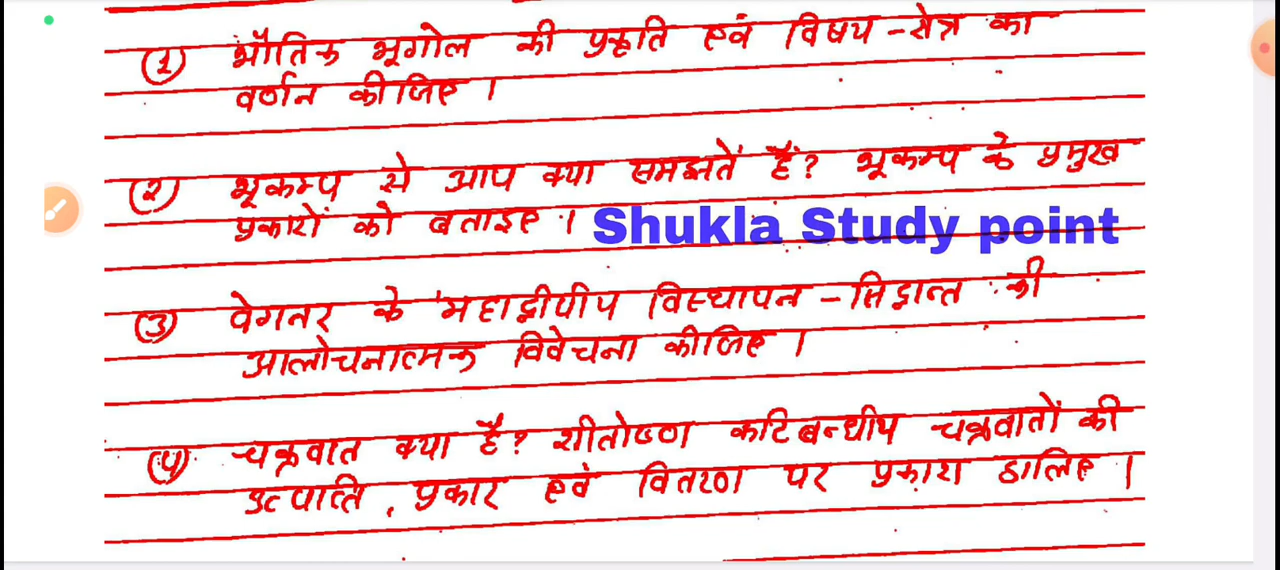 (1) भौतिक भूगोल की प्रकृति एवं विषय-क्षेत्र का
वर्णन कीजिए ।
(२) भूकम्प से आप क्या समझतें हैं? भूकम्प के प्रमुख
प्रकारों को बताइए ।
Shukla Study point
(3) वेगनर के 'महाद्वीपीय विस्थापन-सिद्वान्त की
आलोचनात्मक विवेचना कीजिए ।
(५) चक्रवात क्या है? शीतोष्ण कटिबन्धीय चक्रवातों की
उत्पत्ति, प्रकार एवं वितरण पर प्रकाश डालिए ।